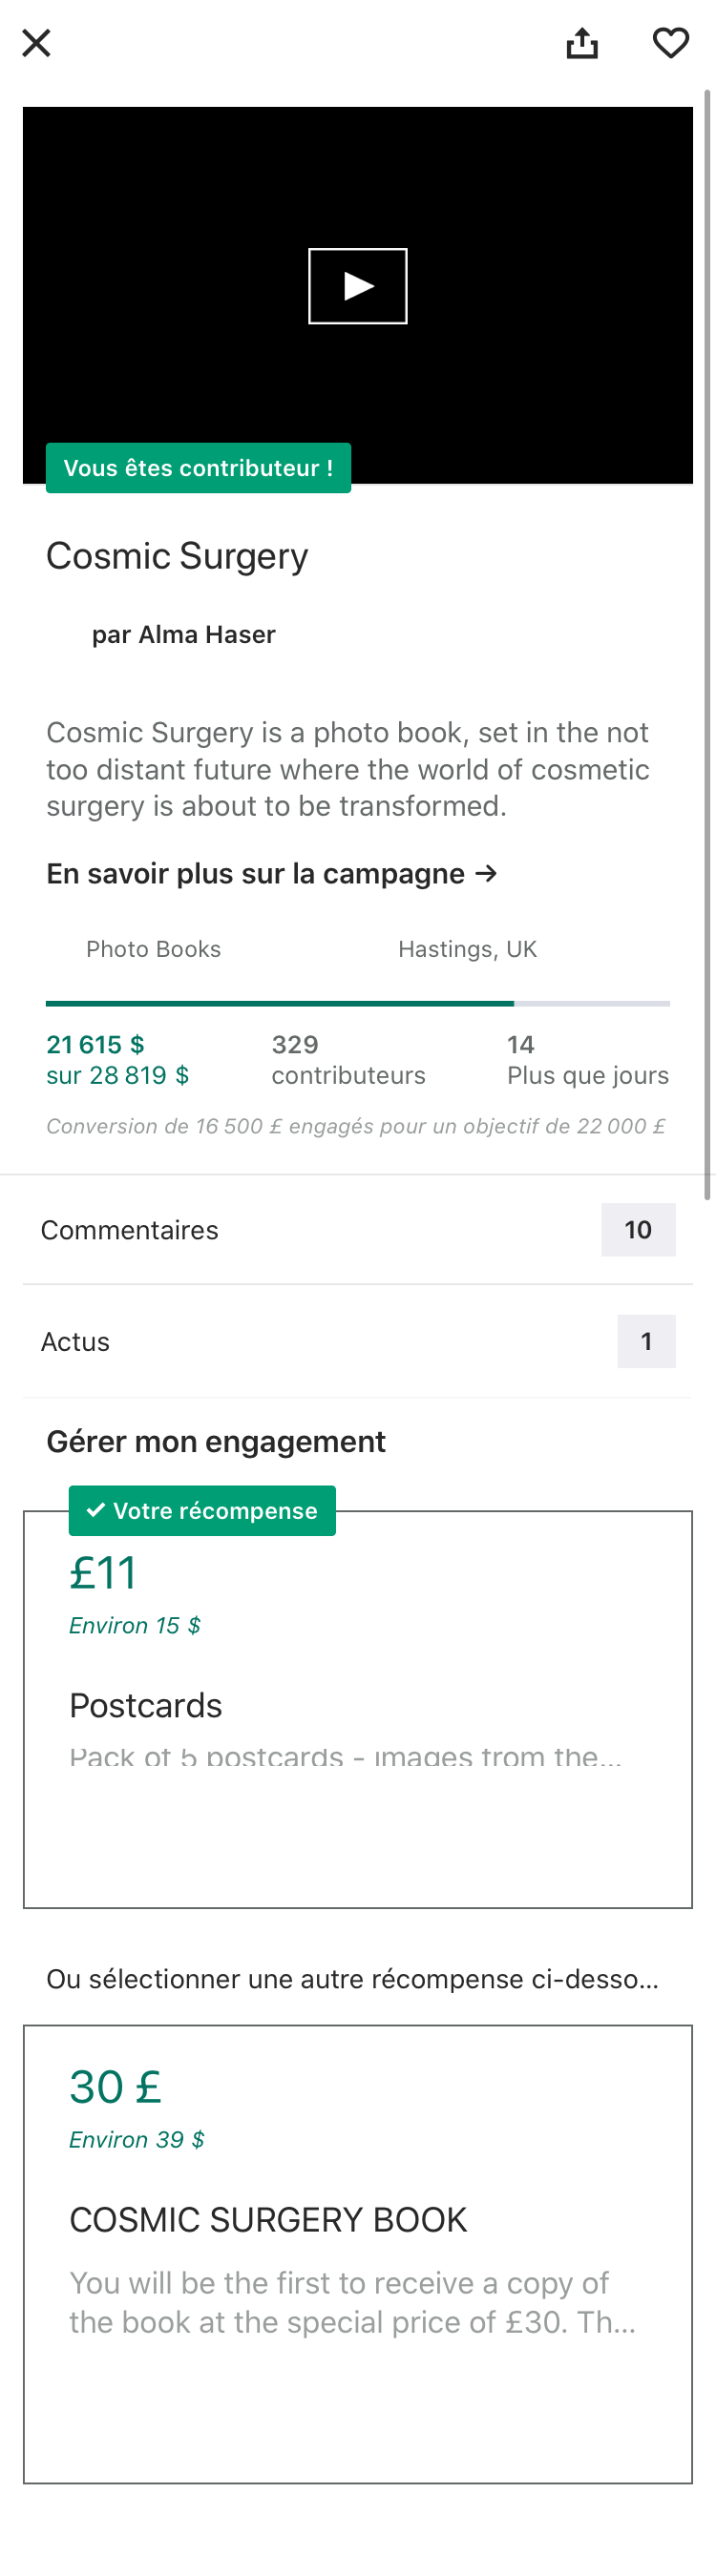 Vous êtes contributeur !
Cosmic Surgery
par Alma Haser
Cosmic Surgery is a photo book, set in the not
too distant future where the world of cosmetic
surgery is about to be transformed.
En savoir plus sur la campagne →
Photo Books
Hastings, UK
21 615 $
sur 28 819 $
329
contributeurs
14
Plus que jours
Conversion de 16 500 £ engagés pour un objectif de 22 000 £
Commentaires
10
Actus
1
Gérer mon engagement
✓ Votre récompense
£11
Environ 15 $
Postcards
Pack of 5 postcards - images from the...
Ou sélectionner une autre récompense ci-desso...
30 £
Environ 39 $
COSMIC SURGERY BOOK
You will be the first to receive a copy of
the book at the special price of £30. Th...